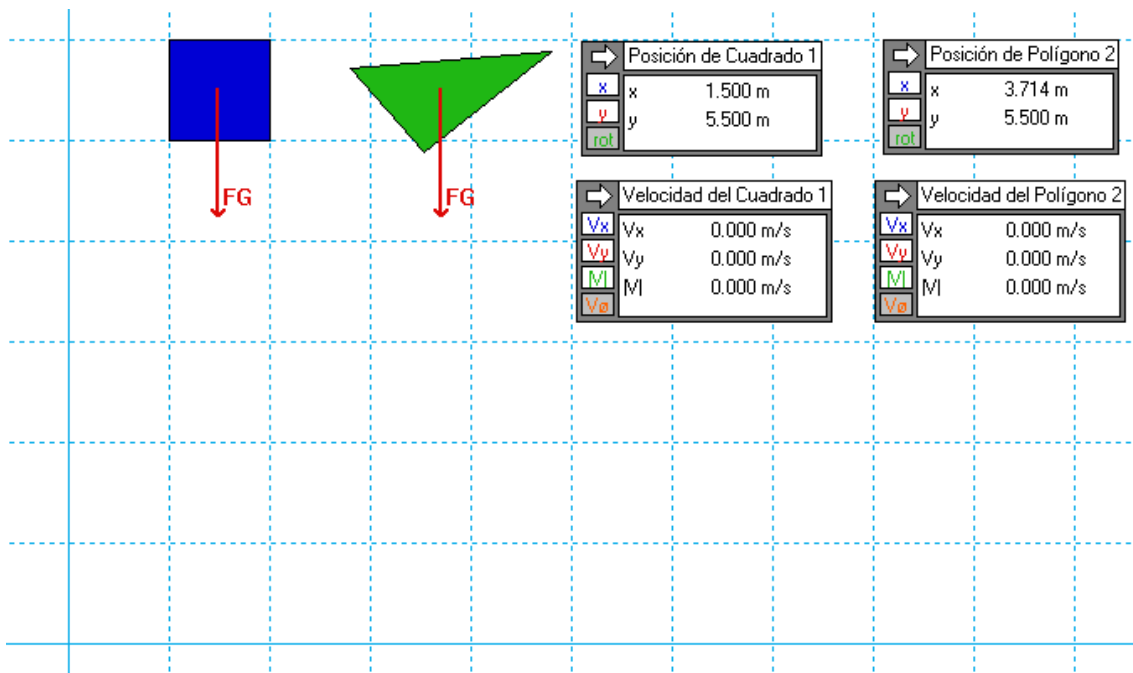 Posición de Cuadrado 1
x x 1.500 m
y y 5.500 m
rot
Posición de Polígono 2
x x 3.714 m
y y 5.500 m
rot
FG
FG
Velocidad del Cuadrado 1
Vx Vx 0.000 m/s
Vy Vy 0.000 m/s
|V| |V| 0.000 m/s
Vø
Velocidad del Polígono 2
Vx Vx 0.000 m/s
Vy Vy 0.000 m/s
|V| |V| 0.000 m/s
Vø